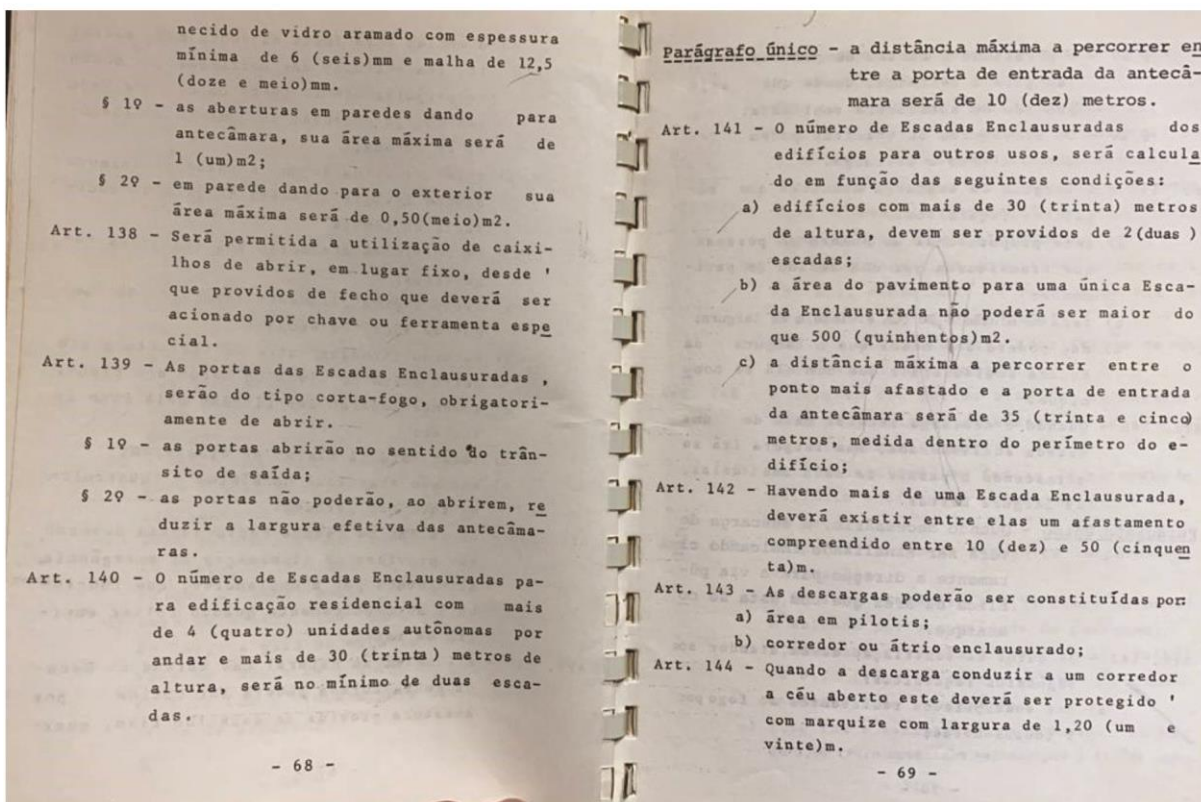 necido de vidro aramado com espessura
mínima de 6 (seis)mm e malha de 12,5
(doze e meio)mm.
§ 1º - as aberturas em paredes dando para
antecâmara, sua área máxima será de
1 (um)m2;
§ 2º - em parede dando para o exterior sua
área máxima será de 0,50(meio)m2.
Art. 138 - Será permitida a utilização de caixi-
lhos de abrir, em lugar fixo, desde '
que providos de fecho que deverá ser
acionado por chave ou ferramenta espe
cial.
Art. 139 - As portas das Escadas Enclausuradas ,
serão do tipo corta-fogo, obrigatori-
amente de abrir.
§ 1º - as portas abrirão no sentido do trân-
sito de saída;
§ 2º - as portas não poderão, ao abrirem, re
duzir a largura efetiva das antecâma-
ras.
Art. 140 - O número de Escadas Enclausuradas pa-
ra edificação residencial com mais
de 4 (quatro) unidades autônomas por
andar e mais de 30 (trinta) metros de
altura, será no mínimo de duas esca-
das.
- 68 -
Parágrafo único - a distância máxima a percorrer en
tre a porta de entrada da antecâ-
mara será de 10 (dez) metros.
Art. 141 - O número de Escadas Enclausuradas dos
edifícios para outros usos, será calcula
do em função das seguintes condições:
a) edifícios com mais de 30 (trinta) metros
de altura, devem ser providos de 2(duas )
escadas;
b) a área do pavimento para uma única Esca-
da Enclausurada não poderá ser maior do
que 500 (quinhentos)m2.
c) a distância máxima a percorrer entre o
ponto mais afastado e a porta de entrada
da antecâmara será de 35 (trinta e cinco)
metros, medida dentro do perímetro do e-
difício;
Art. 142 - Havendo mais de uma Escada Enclausurada,
deverá existir entre elas um afastamento
compreendido entre 10 (dez) e 50 (cinquen
ta)m.
Art. 143 - As descargas poderão ser constituídas por:
a) área em pilotis;
b) corredor ou átrio enclausurado;
Art. 144 - Quando a descarga conduzir a um corredor
a céu aberto este deverá ser protegido '
com marquize com largura de 1,20 (um e
vinte)m.
- 69 -